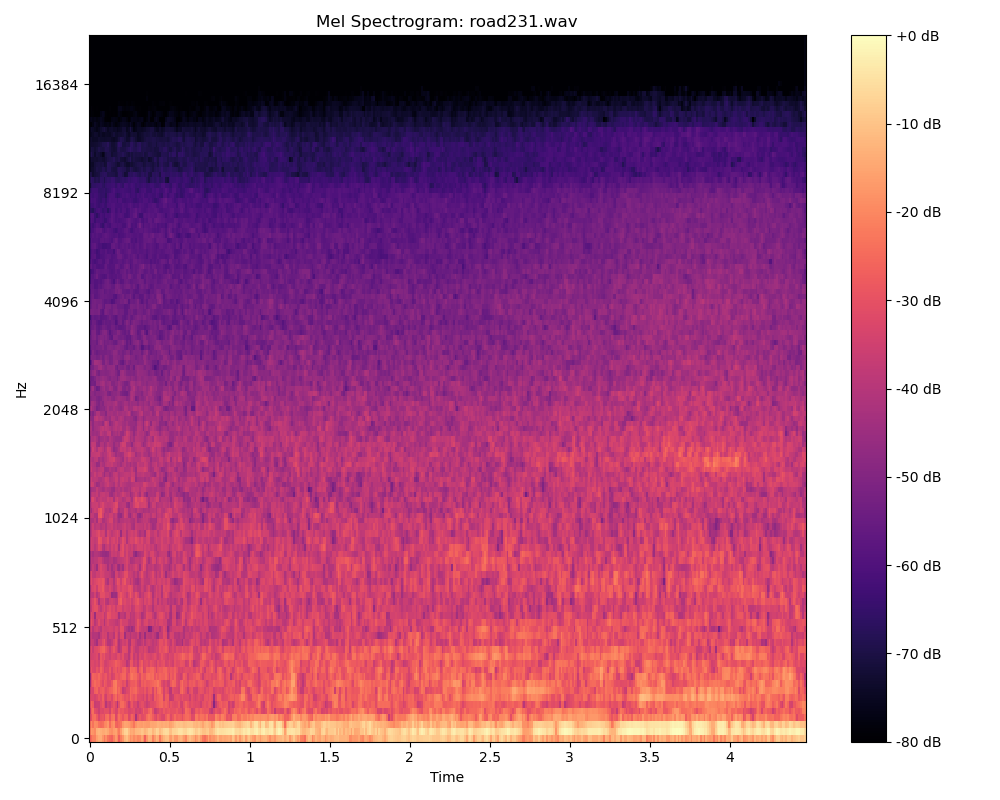 Mel Spectrogram: road231.wav
16384
8192
4096
2048
1024
512
0
Hz
0
0.5
1
1.5
2
2.5
3
3.5
4
Time
+0 dB
-10 dB
-20 dB
-30 dB
-40 dB
-50 dB
-60 dB
-70 dB
-80 dB